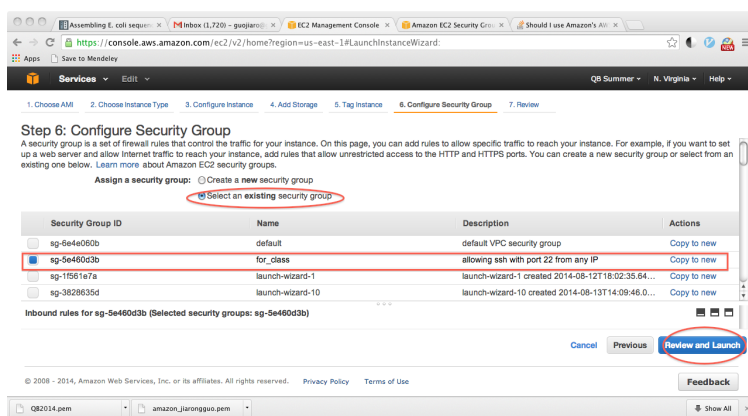 Assembling E. coli sequenc
Inbox (1,720) – guojiaro@
EC2 Management Console
Amazon EC2 Security Grou
Should I use Amazon's AW
https://console.aws.amazon.com/ec2/v2/home?region=us-east-1#LaunchInstanceWizard:
Apps Save to Mendeley
Services Edit QB Summer N. Virginia Help
1. Choose AMI 2. Choose Instance Type 3. Configure Instance 4. Add Storage 5. Tag Instance 6. Configure Security Group 7. Review
Step 6: Configure Security Group
A security group is a set of firewall rules that control the traffic for your instance. On this page, you can add rules to allow specific traffic to reach your instance. For example, if you want to set
up a web server and allow Internet traffic to reach your instance, add rules that allow unrestricted access to the HTTP and HTTPS ports. You can create a new security group or select from an
existing one below. Learn more about Amazon EC2 security groups.
Assign a security group: Create a new security group
Select an existing security group
Security Group ID Name Description Actions
sg-6e4e060b default default VPC security group Copy to new
sg-5e460d3b for_class allowing ssh with port 22 from any IP Copy to new
sg-1f561e7a launch-wizard-1 launch-wizard-1 created 2014-08-12T18:02:35.64... Copy to new
sg-3828635d launch-wizard-10 launch-wizard-10 created 2014-08-13T14:09:46.0... Copy to new
Inbound rules for sg-5e460d3b (Selected security groups: sg-5e460d3b)
Cancel Previous Review and Launch
© 2008 - 2014, Amazon Web Services, Inc. or its affiliates. All rights reserved. Privacy Policy Terms of Use Feedback
QB2014.pem amazon_jiarongguo.pem Show All